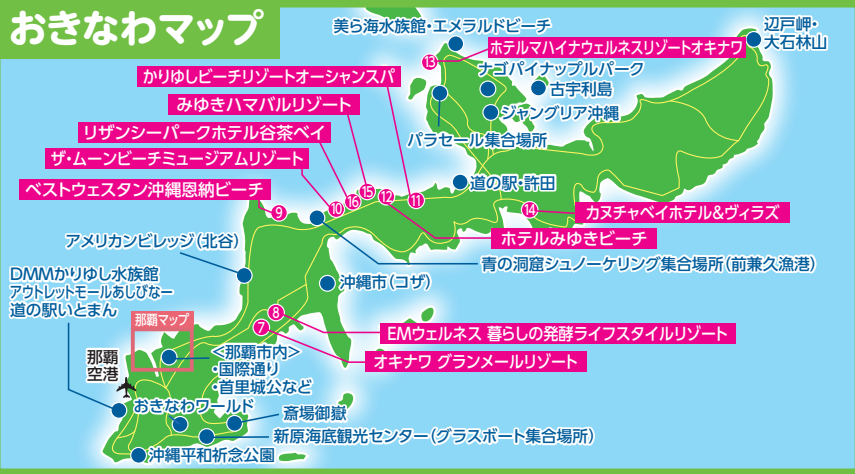 おきなわマップ
美ら海水族館・エメラルドビーチ
辺戸岬・
大石林山
⑬
ホテルマハイナウェルネスリゾートオキナワ
ナゴパイナップルパーク
古宇利島
かりゆしビーチリゾートオーシャンスパ
みゆきハマバルリゾート
ジャングリア沖縄
リザンシーパークホテル谷茶ベイ
パラセール集合場所
ザ・ムーンビーチミュージアムリゾート
ベストウェスタン沖縄恩納ビーチ
道の駅・許田
⑨
⑩
⑯
⑮
⑫
⑪
⑭
カヌチャベイホテル&ヴィラズ
ホテルみゆきビーチ
アメリカンビレッジ(北谷)
青の洞窟シュノーケリング集合場所(前兼久漁港)
DMMかりゆし水族館
アウトレットモールあしびなー
道の駅いとまん
沖縄市(コザ)
那覇マップ
⑧
⑦
EMウェルネス 暮らしの発酵ライフスタイルリゾート
オキナワ グランメールリゾート
那覇
空港
<那覇市内>
・国際通り
・首里城公など
おきなわワールド
斎場御嶽
新原海底観光センター(グラスボート集合場所)
沖縄平和祈念公園